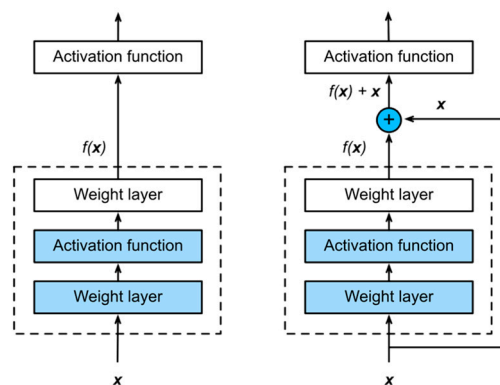 Activation function
f(x)
Weight layer
Activation function
Weight layer
x
Activation function
f(x) + x
x
+
f(x)
Weight layer
Activation function
Weight layer
x